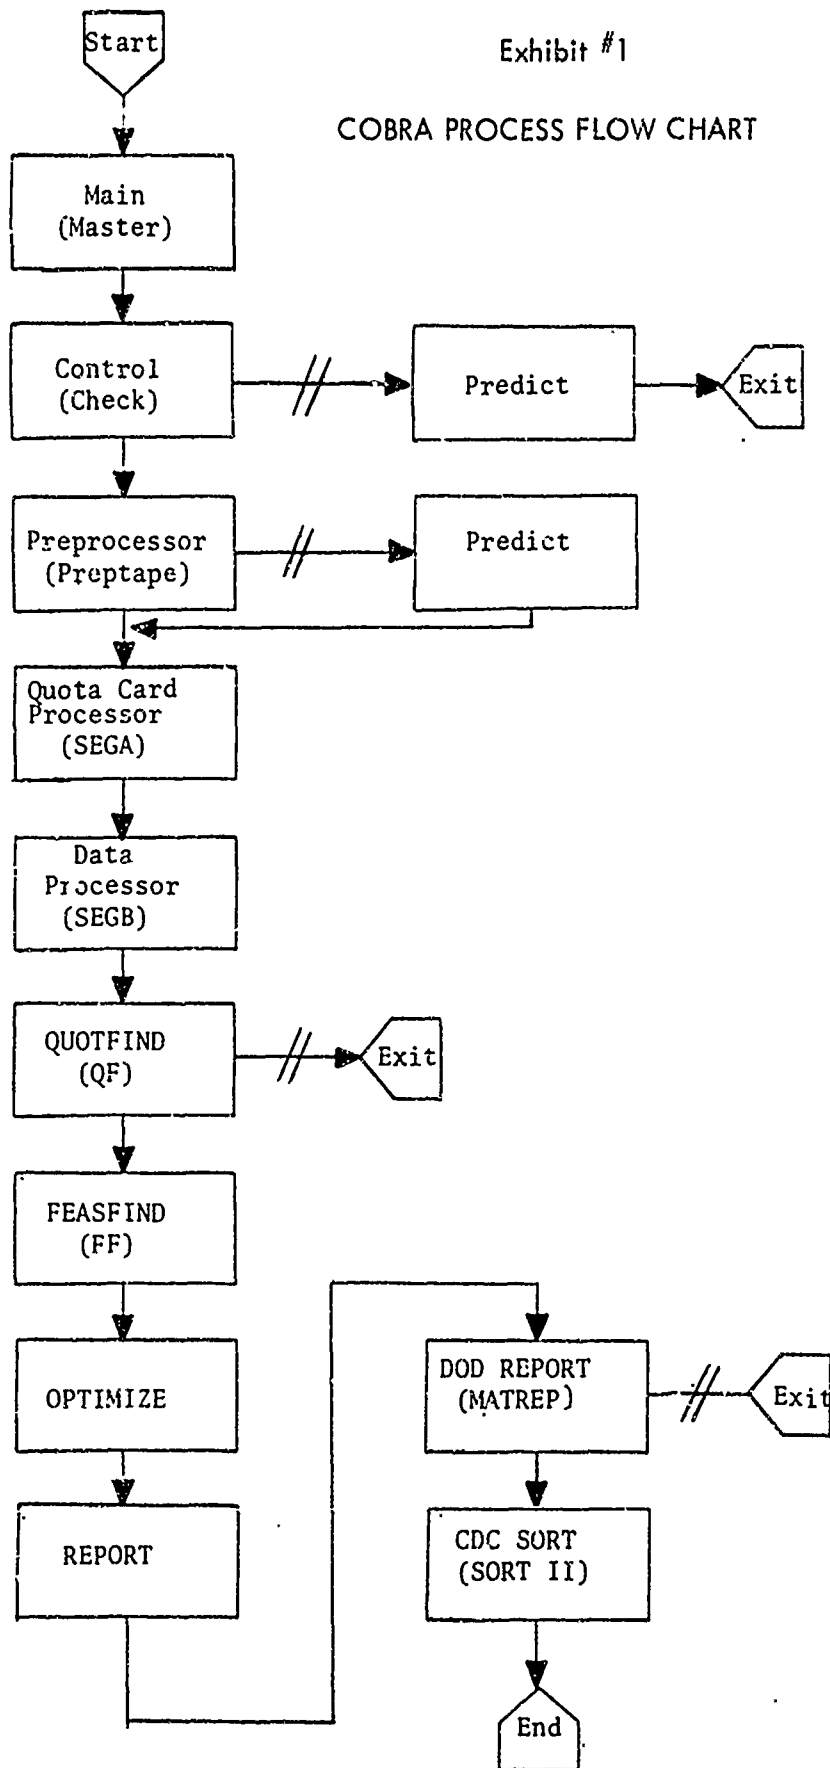 Start
Exhibit #1
COBRA PROCESS FLOW CHART
Main
(Master)
Control
(Check)
Predict
Exit
Preprocessor
(Preptape)
Predict
Quota Card
Processor
(SEGA)
Data
Processor
(SEGB)
QUOTFIND
(QF)
Exit
FEASFIND
(FF)
OPTIMIZE
DOD REPORT
(MATREP)
Exit
REPORT
CDC SORT
(SORT II)
End